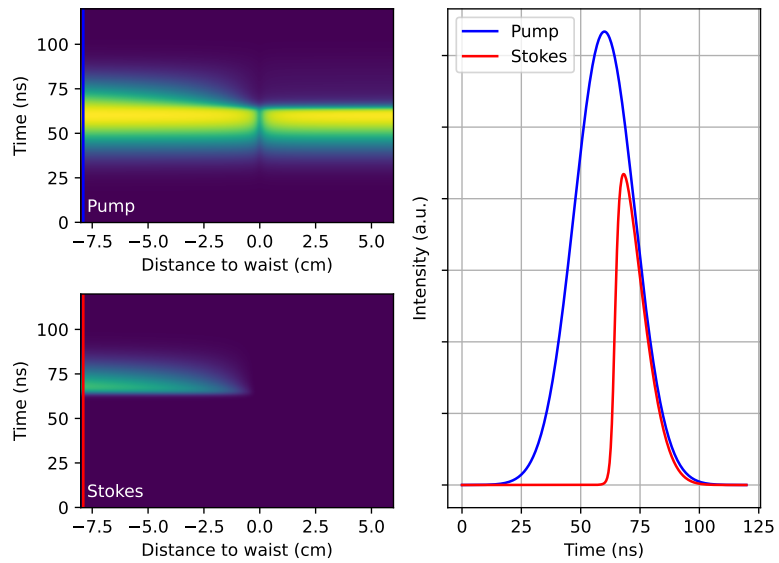 Time (ns)
100
75
50
25
0
Pump
−7.5 −5.0 −2.5 0.0 2.5 5.0
Distance to waist (cm)
Time (ns)
100
75
50
25
0
Stokes
−7.5 −5.0 −2.5 0.0 2.5 5.0
Distance to waist (cm)
Pump
Stokes
Intensity (a.u.)
0 25 50 75 100 125
Time (ns)